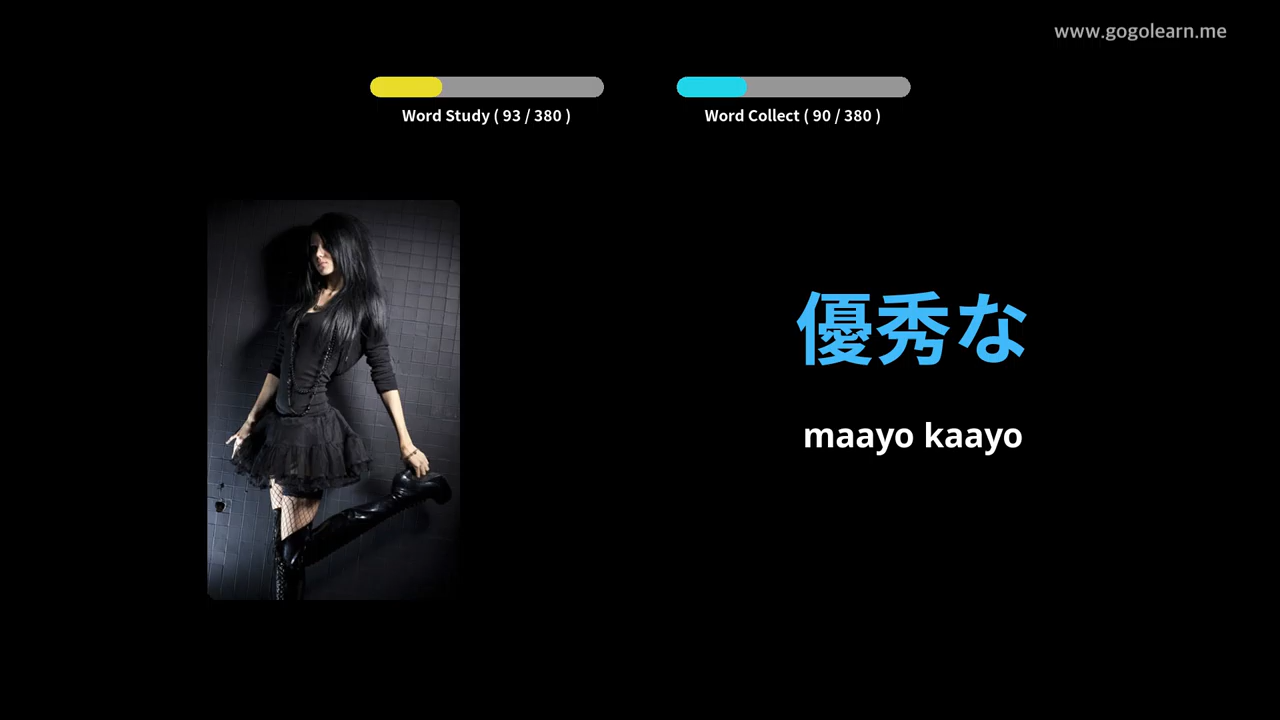 www.gogolearn.me
Word Study ( 93 / 380 )
Word Collect ( 90 / 380 )
優秀な
maayo kaayo